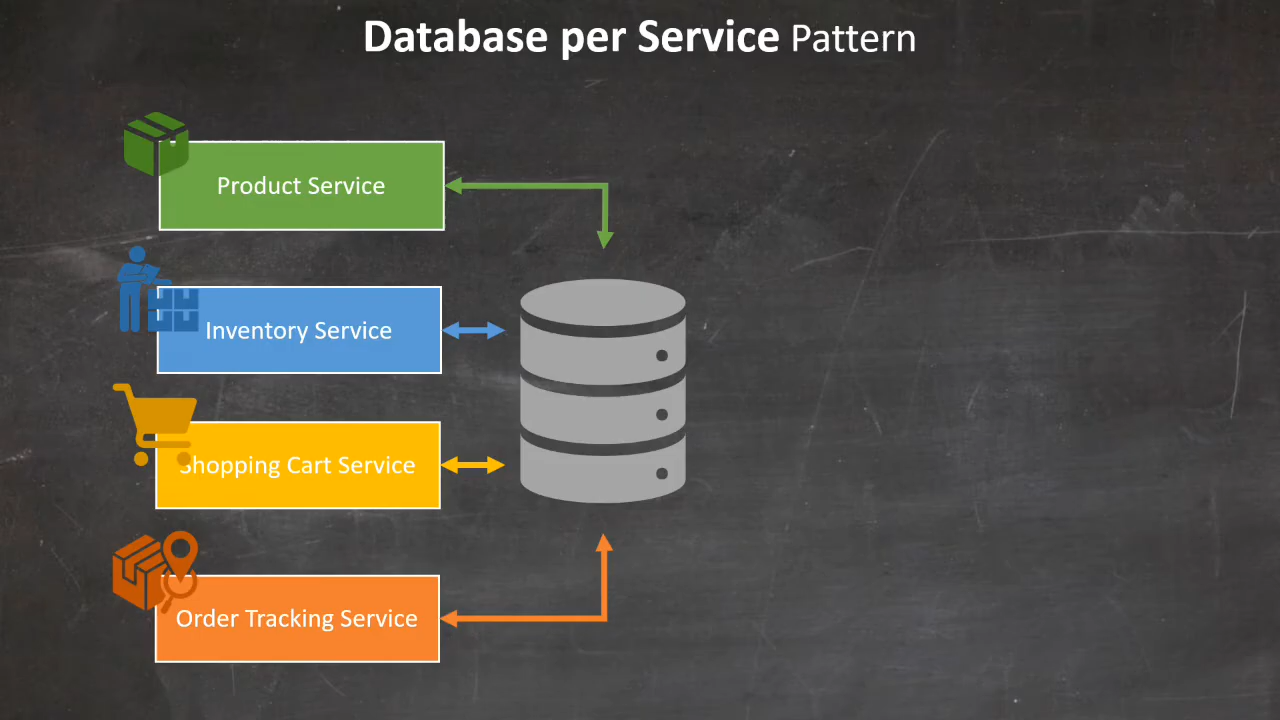 Database per Service Pattern
Product Service
Inventory Service
Shopping Cart Service
Order Tracking Service